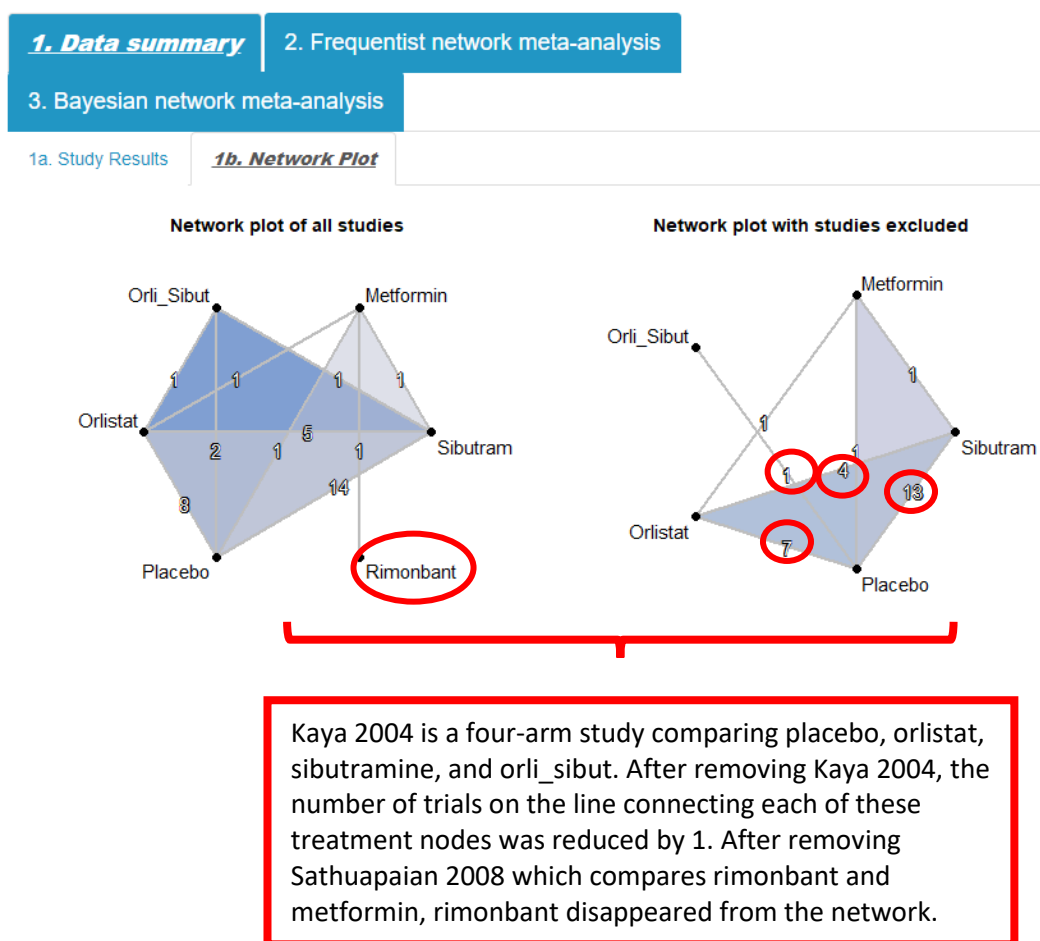 1. Data summary
2. Frequentist network meta-analysis
3. Bayesian network meta-analysis
1a. Study Results
1b. Network Plot
Network plot of all studies
Orli_Sibut
Metformin
1
1
1
1
Orlistat
5
Sibutram
2
1
1
14
8
Placebo
Rimonbant
Network plot with studies excluded
Metformin
Orli_Sibut
1
1
Sibutram
1
1
4
13
Orlistat
7
Placebo
Kaya 2004 is a four-arm study comparing placebo, orlistat,
sibutramine, and orli_sibut. After removing Kaya 2004, the
number of trials on the line connecting each of these
treatment nodes was reduced by 1. After removing
Sathuapaian 2008 which compares rimonbant and
metformin, rimonbant disappeared from the network.